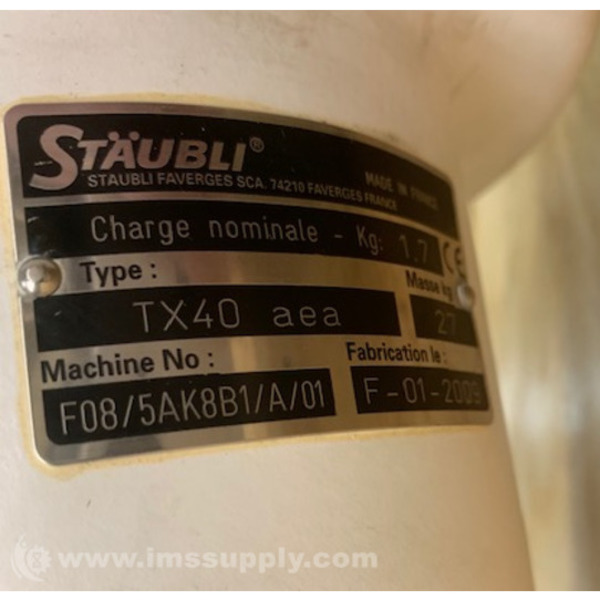 STÄUBLI®
STAUBLI FAVERGES SCA. 74210 FAVERGES FRANCE
MADE IN FRANCE
Charge nominale - Kg: 1.7 CE
Type :
Masse kg
TX40 aea
27
Machine No :
Fabrication le :
F08/5AK8B1/A/01
F-01-2009
www.imssupply.com